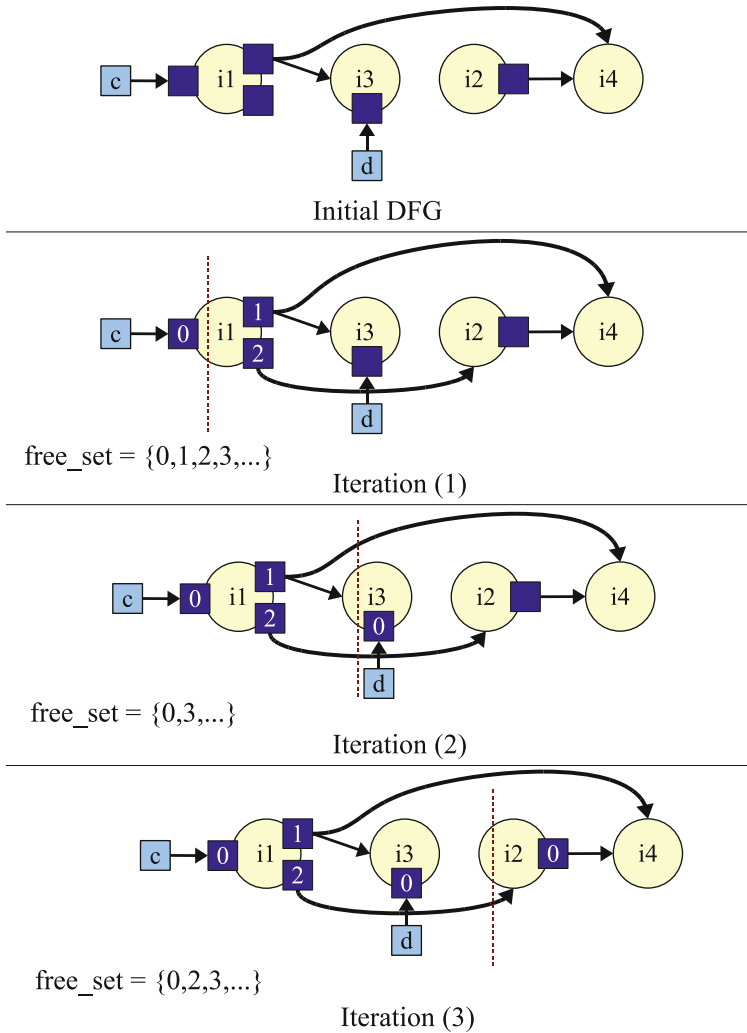 c i1 i3 i2 i4
d
Initial DFG
c 0 i1 1 2 i3 i2 i4
d
free_set = {0,1,2,3,...}
Iteration (1)
c 0 i1 1 2 i3 0 i2 i4
d
free_set = {0,3,...}
Iteration (2)
c 0 i1 1 2 i3 0 i2 0 i4
d
free_set = {0,2,3,...}
Iteration (3)